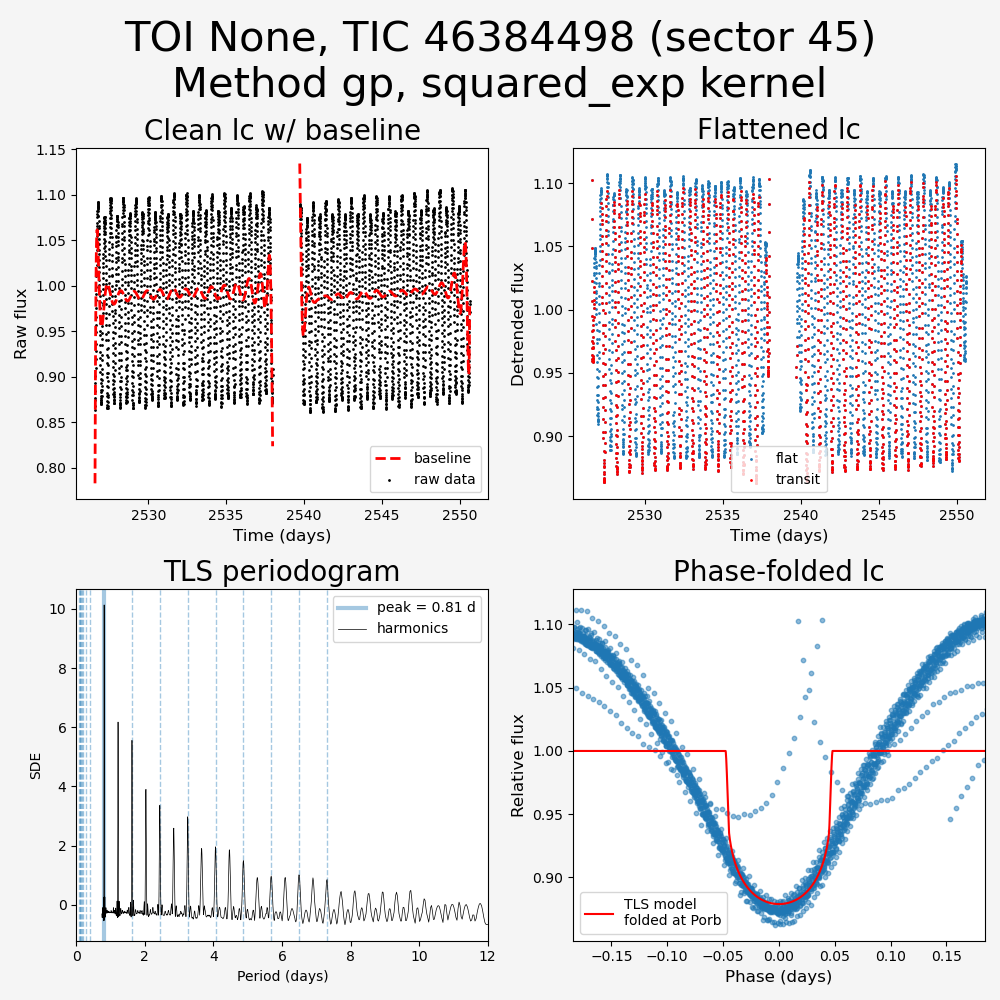 TOI None, TIC 46384498 (sector 45)
Method gp, squared_exp kernel
Clean lc w/ baseline
Raw flux
1.15
1.10
1.05
1.00
0.95
0.90
0.85
0.80
baseline
raw data
2530 2535 2540 2545 2550
Time (days)
Flattened lc
Detrended flux
1.10
1.05
1.00
0.95
0.90
flat
transit
2530 2535 2540 2545 2550
Time (days)
TLS periodogram
SDE
10
8
6
4
2
0
peak = 0.81 d
harmonics
0 2 4 6 8 10 12
Period (days)
Phase-folded lc
Relative flux
1.10
1.05
1.00
0.95
0.90
TLS model
folded at Porb
−0.15 −0.10 −0.05 0.00 0.05 0.10 0.15
Phase (days)